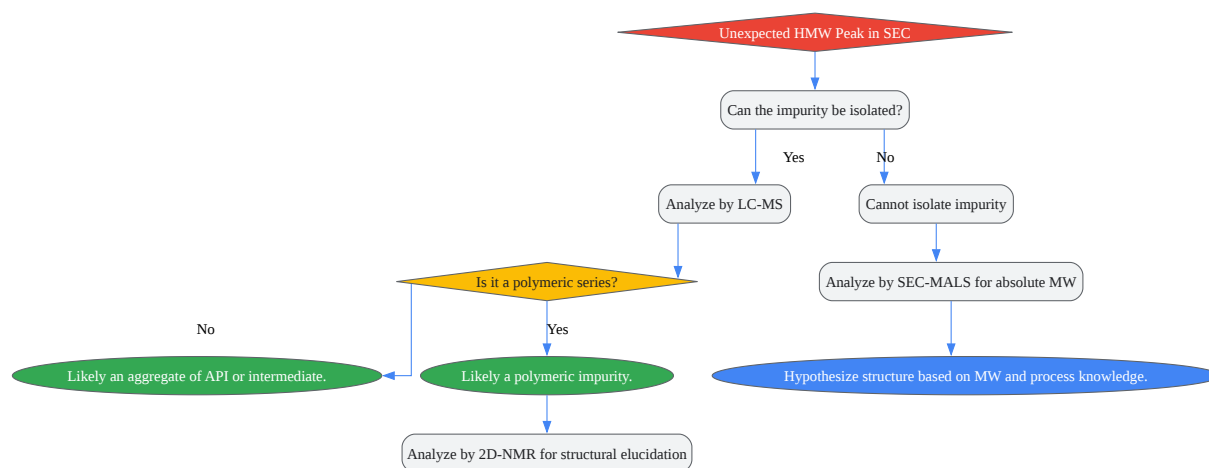 Unexpected HMW Peak in SEC
Can the impurity be isolated?
Yes
No
Analyze by LC-MS
Cannot isolate impurity
Is it a polymeric series?
Analyze by SEC-MALS for absolute MW
No
Yes
Likely an aggregate of API or intermediate.
Likely a polymeric impurity.
Hypothesize structure based on MW and process knowledge.
Analyze by 2D-NMR for structural elucidation